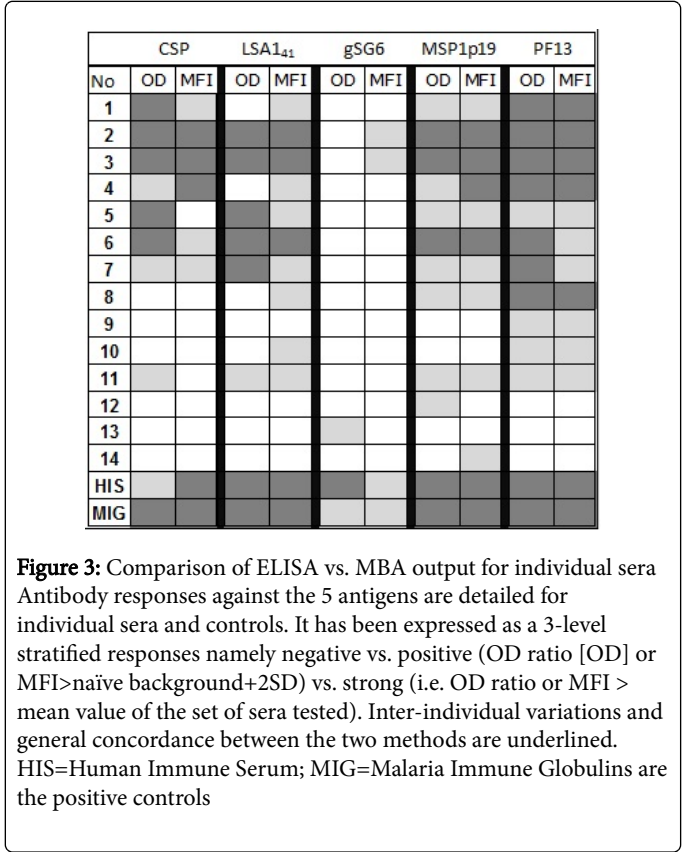 CSP LSA1₄₁ gSG6 MSP1p19 PF13
No OD MFI OD MFI OD MFI OD MFI OD MFI
1
2
3
4
5
6
7
8
9
10
11
12
13
14
HIS
MIG
Figure 3: Comparison of ELISA vs. MBA output for individual sera
Antibody responses against the 5 antigens are detailed for
individual sera and controls. It has been expressed as a 3-level
stratified responses namely negative vs. positive (OD ratio [OD] or
MFI>naïve background+2SD) vs. strong (i.e. OD ratio or MFI >
mean value of the set of sera tested). Inter-individual variations and
general concordance between the two methods are underlined.
HIS=Human Immune Serum; MIG=Malaria Immune Globulins are
the positive controls